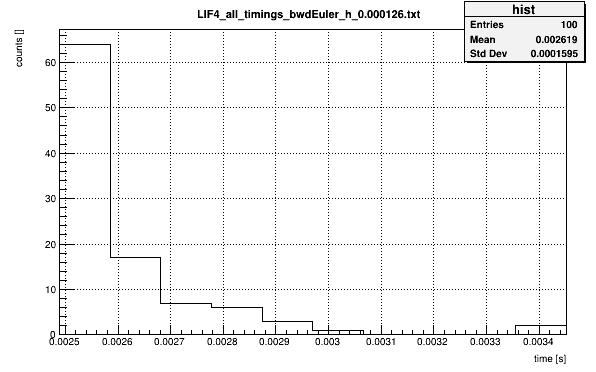 LIF4_all_timings_bwdEuler_h_0.000126.txt
hist
Entries 100
Mean 0.002619
Std Dev 0.0001595
counts []
60
50
40
30
20
10
0
0.0025 0.0026 0.0027 0.0028 0.0029 0.003 0.0031 0.0032 0.0033 0.0034
time [s]